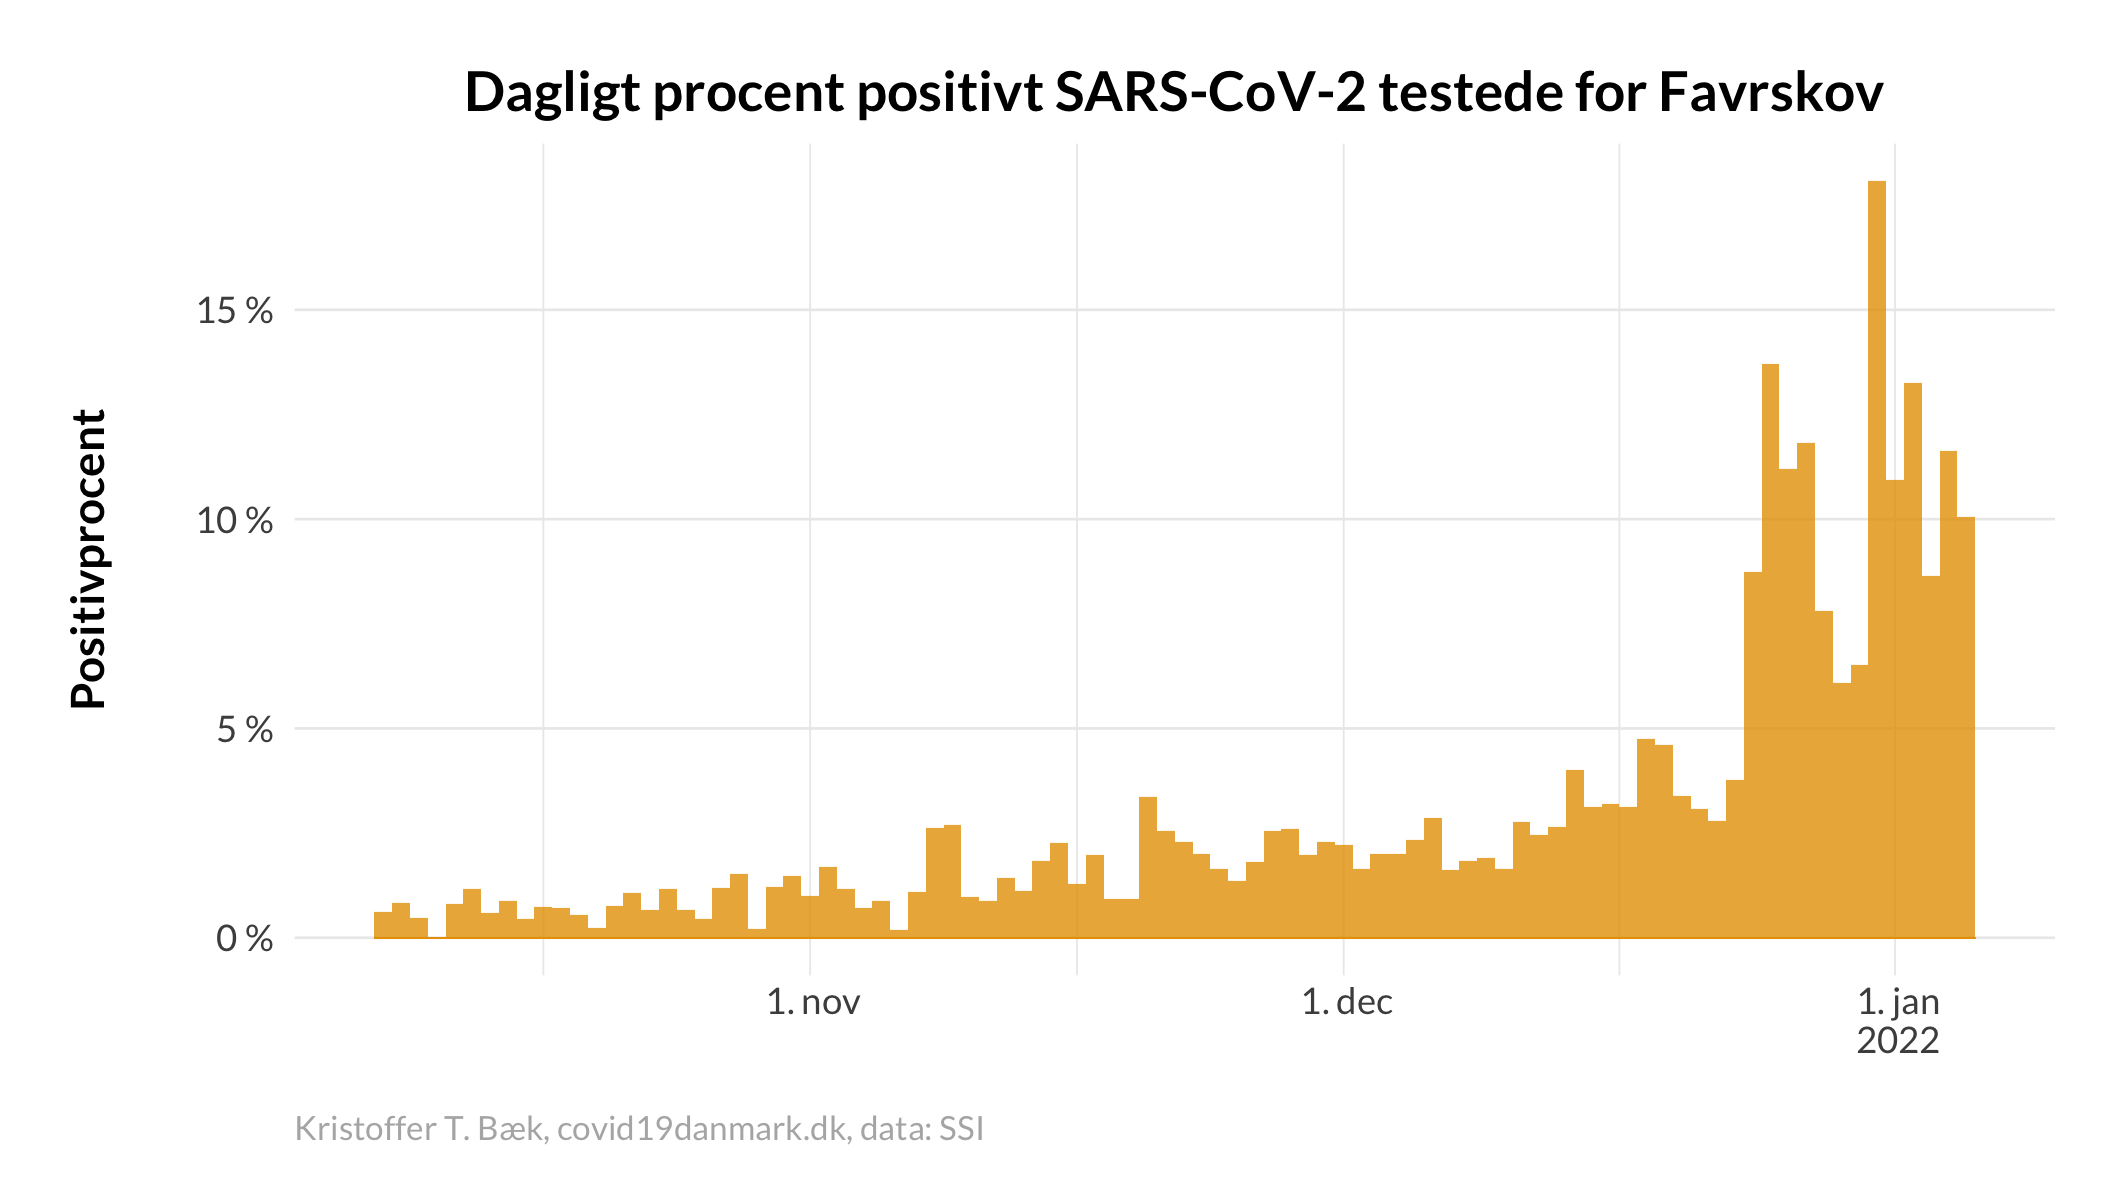 Dagligt procent positivt SARS-CoV-2 testede for Favrskov
Positivprocent
15 %
10 %
5 %
0 %
1. nov
1. dec
1. jan
2022
Kristoffer T. Bæk, covid19danmark.dk, data: SSI